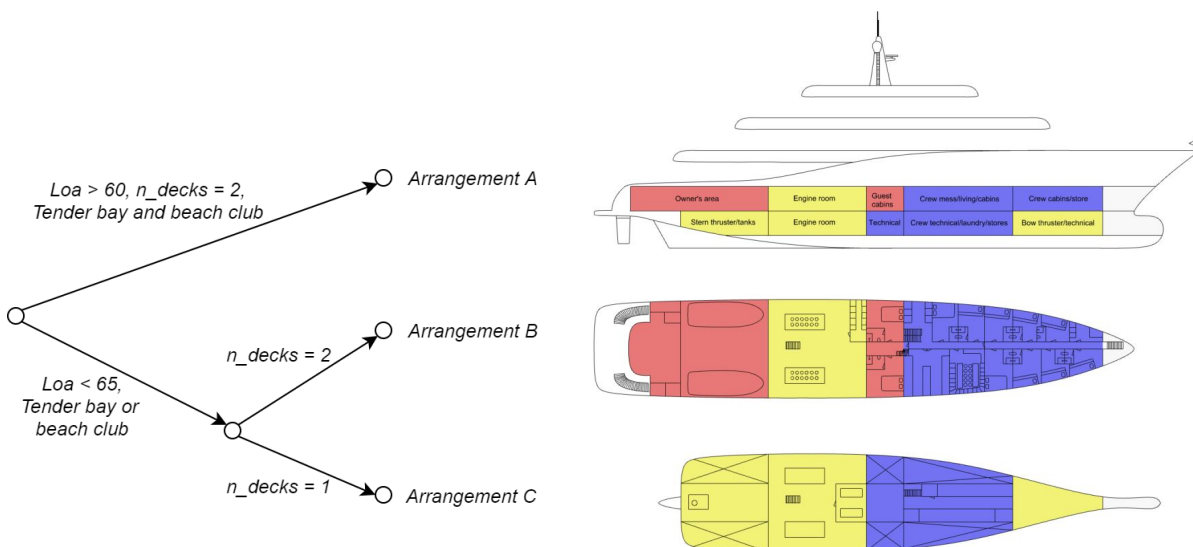 Loa > 60, n_decks = 2,
Tender bay and beach club
Arrangement A
Arrangement B
n_decks = 2
Loa < 65,
Tender bay or
beach club
n_decks = 1
Arrangement C
Owner's area
Engine room
Guest
cabins
Crew mess/living/cabins
Crew cabins/store
Stern thruster/tanks
Engine room
Technical
Crew technical/laundry/stores
Bow thruster/technical